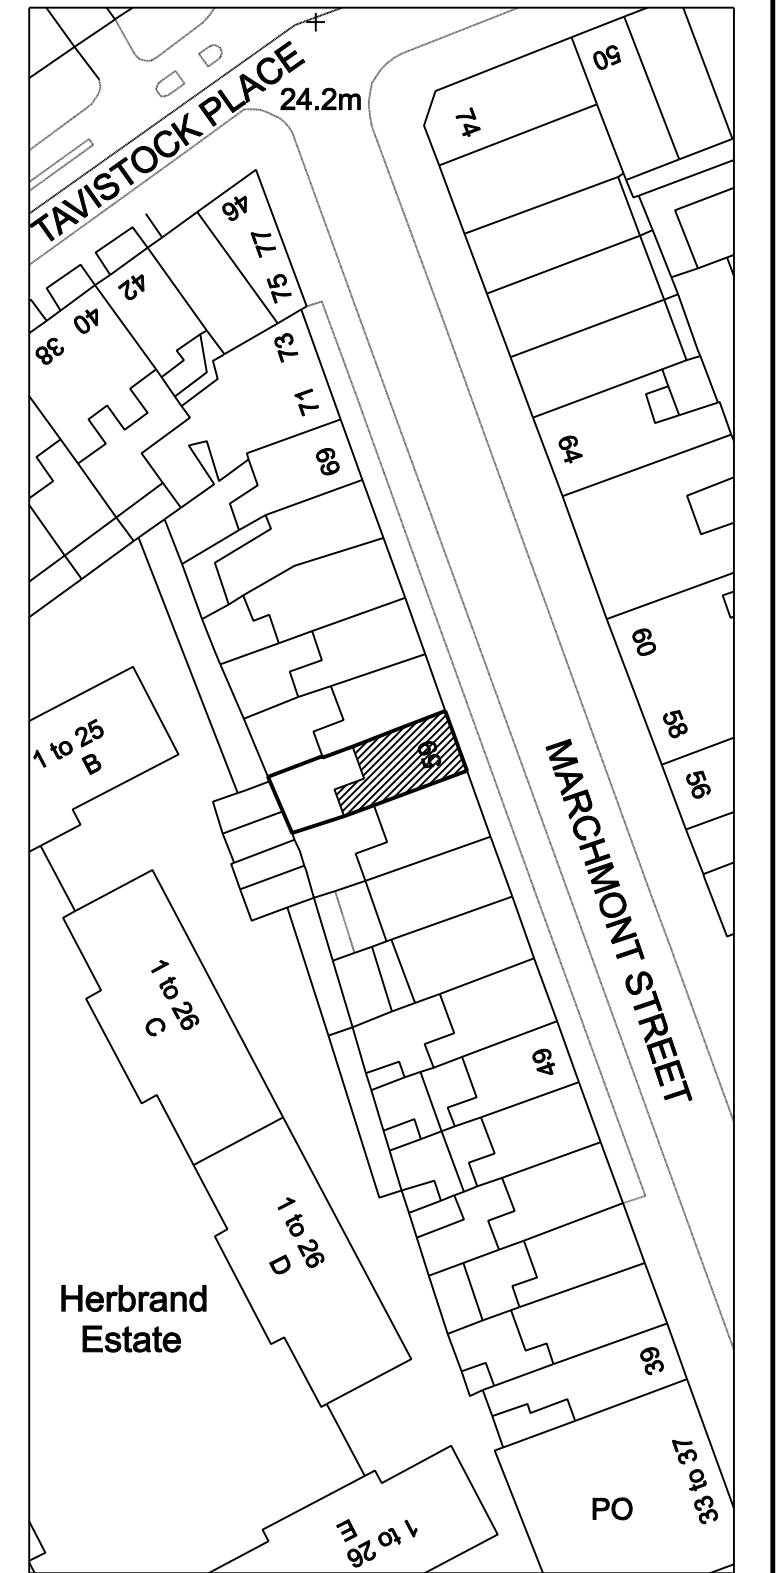 TAVISTOCK PLACE
24.2m
50
74
46
77
75
42
40
38
73
71
69
64
60
58
56
1 to 25
B
59
MARCHMONT STREET
1 to 26
C
49
1 to 26
D
Herbrand
Estate
39
33 to 37
PO
1 to 26
E